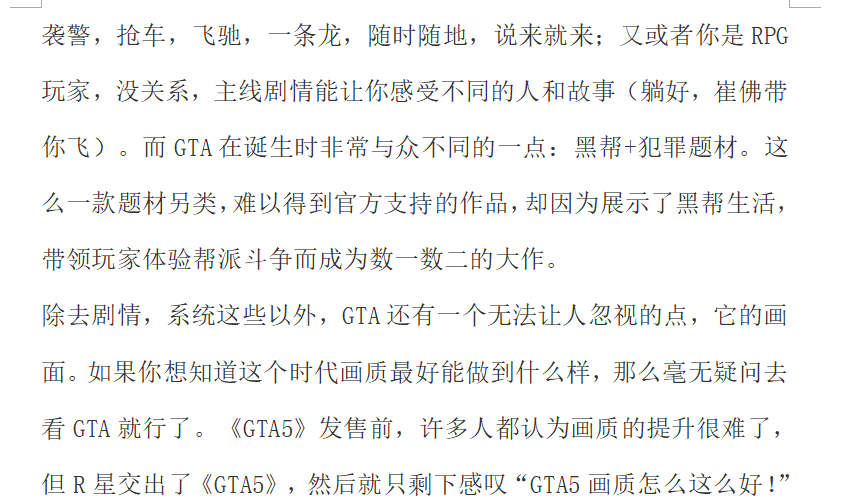 袭警，抢车，飞驰，一条龙，随时随地，说来就来；又或者你是 RPG
玩家，没关系，主线剧情能让你感受不同的人和故事（躺好，崔佛带
你飞）。而 GTA 在诞生时非常与众不同的一点：黑帮+犯罪题材。这
么一款题材另类，难以得到官方支持的作品，却因为展示了黑帮生活，
带领玩家体验帮派斗争而成为数一数二的大作。
除去剧情，系统这些以外，GTA 还有一个无法让人忽视的点，它的画
面。如果你想知道这个时代画质最好能做到什么样，那么毫无疑问去
看 GTA 就行了。《GTA5》发售前，许多人都认为画质的提升很难了，
但 R 星交出了《GTA5》，然后就只剩下感叹“GTA5 画质怎么这么好！”